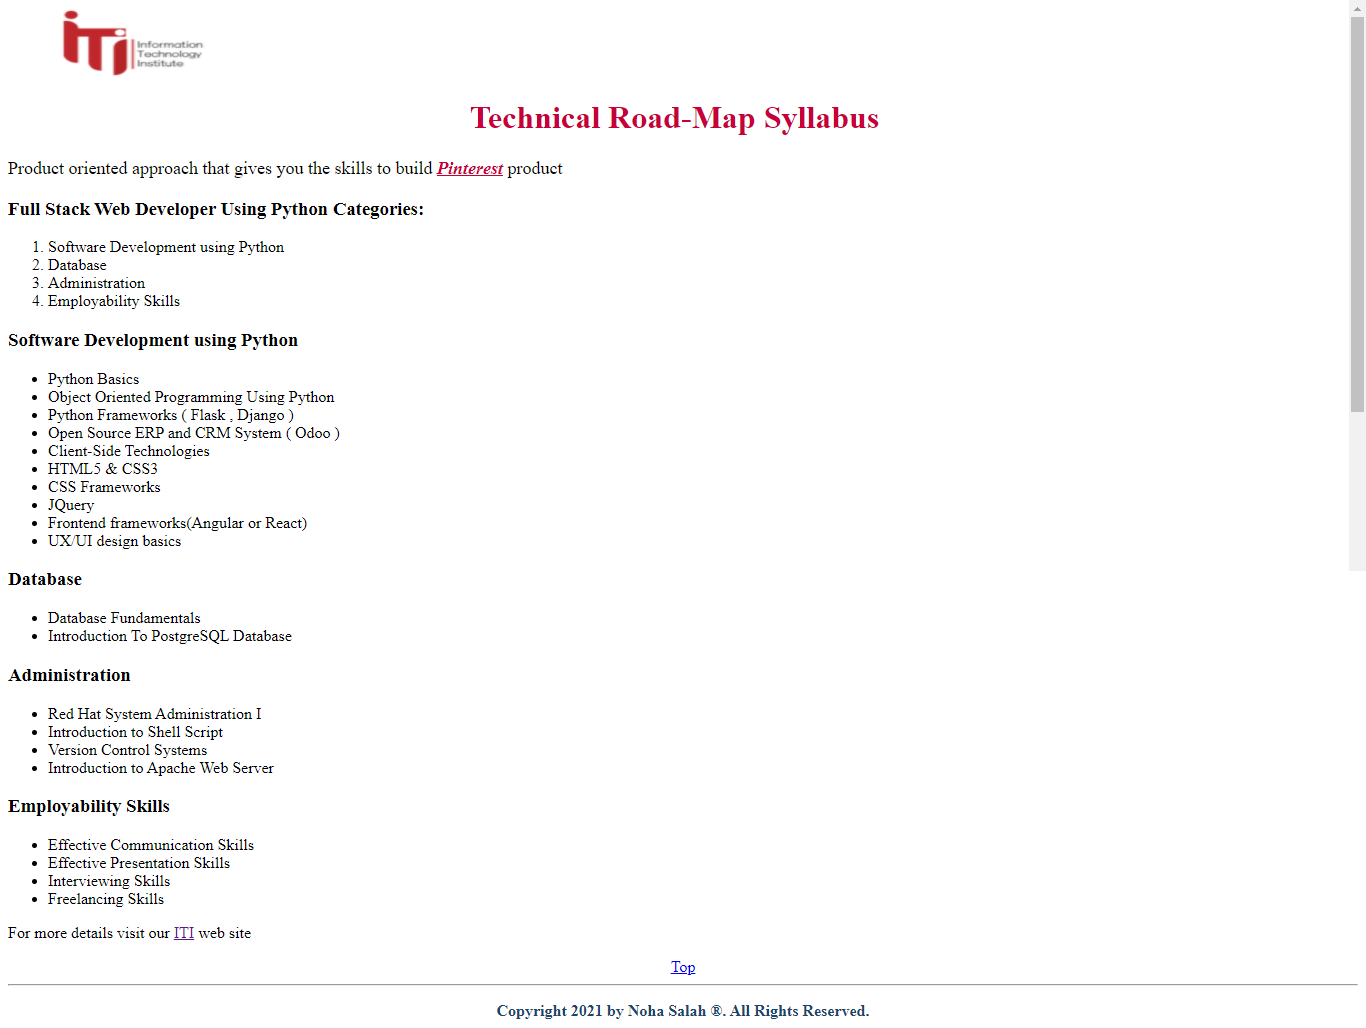 iTi
Information
Technology
Institute
Technical Road-Map Syllabus
Product oriented approach that gives you the skills to build Pinterest product
Full Stack Web Developer Using Python Categories:
1. Software Development using Python
2. Database
3. Administration
4. Employability Skills
Software Development using Python
• Python Basics
• Object Oriented Programming Using Python
• Python Frameworks ( Flask , Django )
• Open Source ERP and CRM System ( Odoo )
• Client-Side Technologies
• HTML5 & CSS3
• CSS Frameworks
• JQuery
• Frontend frameworks(Angular or React)
• UX/UI design basics
Database
• Database Fundamentals
• Introduction To PostgreSQL Database
Administration
• Red Hat System Administration I
• Introduction to Shell Script
• Version Control Systems
• Introduction to Apache Web Server
Employability Skills
• Effective Communication Skills
• Effective Presentation Skills
• Interviewing Skills
• Freelancing Skills
For more details visit our ITI web site
Top
Copyright 2021 by Noha Salah ®. All Rights Reserved.